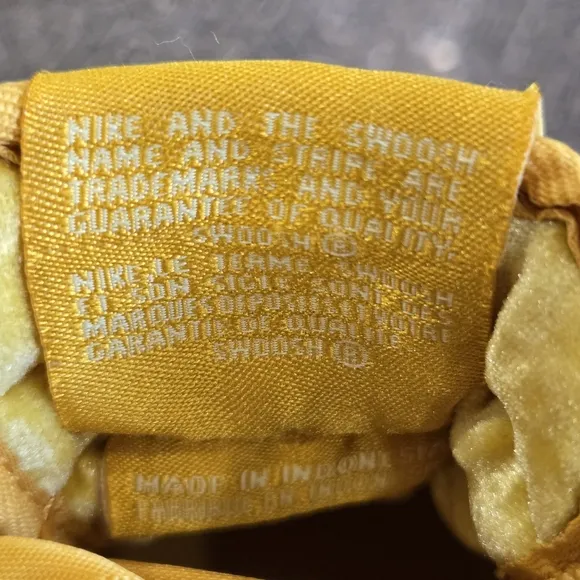 NIKE AND THE SWOOSH
NAME AND STRIPE ARE
TRADEMARKS AND YOUR
GUARANTEE OF QUALITY.
SWOOSH ®
NIKE, LE TERME SWOOSH
ET SON SIGLE SONT DES
MARQUES DEPOSEES ET VOTRE
GARANTIE DE QUALITE
SWOOSH ®
MADE IN INDON